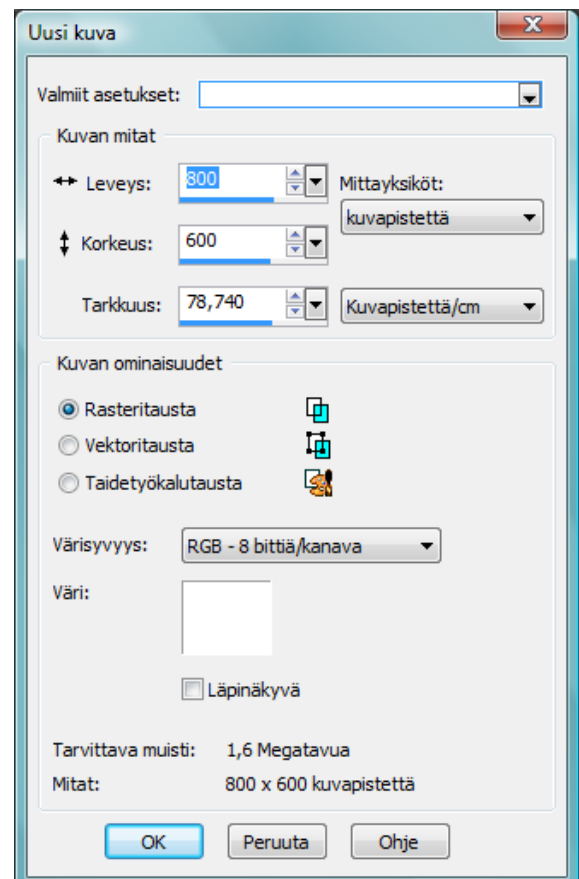 Uusi kuva
Valmiit asetukset:
Kuvan mitat
Leveys: 800 Mittayksiköt:
kuvapistettä
Korkeus: 600
Tarkkuus: 78,740 Kuvapistettä/cm
Kuvan ominaisuudet
Rasteritausta
Vektoritausta
Taidetyökalutausta
Värisyvyys: RGB - 8 bittiä/kanava
Väri:
Läpinäkyvä
Tarvittava muisti: 1,6 Megatavua
Mitat: 800 x 600 kuvapistettä
OK Peruuta Ohje